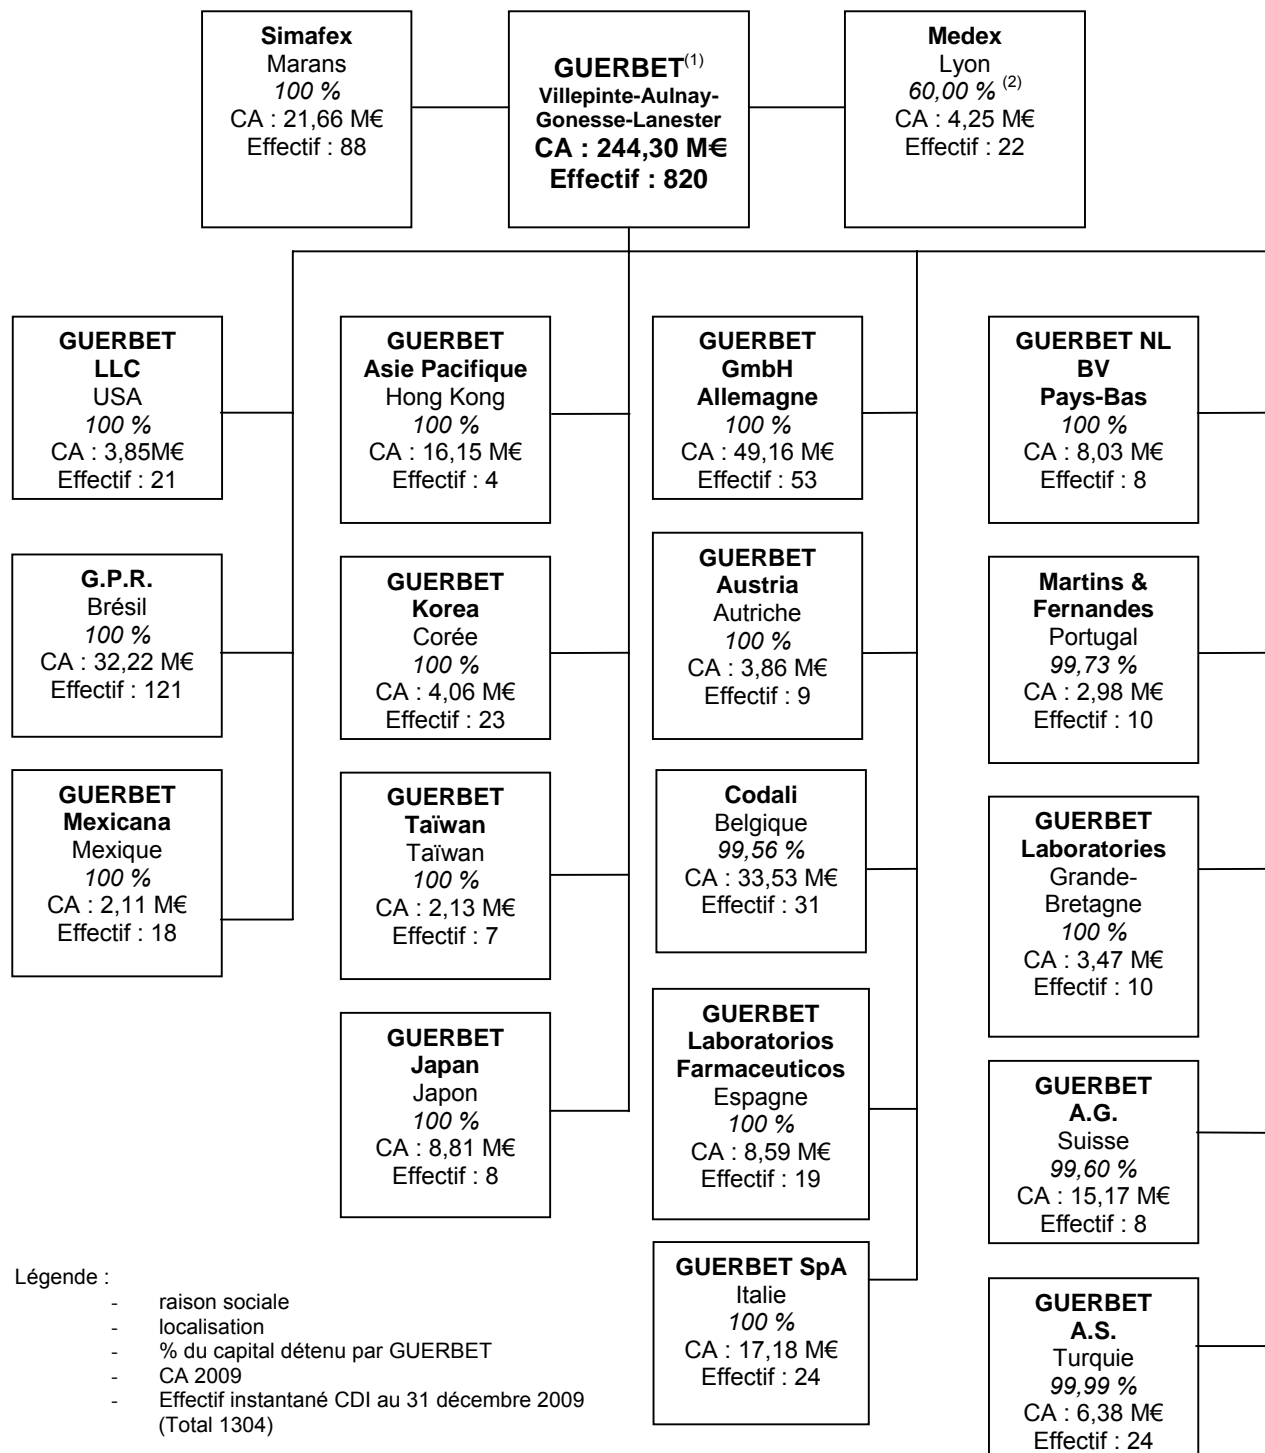 Simafex
Marans
100 %
CA : 21,66 M€
Effectif : 88
GUERBET(1)
Villepinte-Aulnay-
Gonesse-Lanester
CA : 244,30 M€
Effectif : 820
Medex
Lyon
60,00 % (2)
CA : 4,25 M€
Effectif : 22
GUERBET
LLC
USA
100 %
CA : 3,85M€
Effectif : 21
GUERBET
Asie Pacifique
Hong Kong
100 %
CA : 16,15 M€
Effectif : 4
GUERBET
GmbH
Allemagne
100 %
CA : 49,16 M€
Effectif : 53
GUERBET NL
BV
Pays-Bas
100 %
CA : 8,03 M€
Effectif : 8
G.P.R.
Brésil
100 %
CA : 32,22 M€
Effectif : 121
GUERBET
Korea
Corée
100 %
CA : 4,06 M€
Effectif : 23
GUERBET
Austria
Autriche
100 %
CA : 3,86 M€
Effectif : 9
Martins &
Fernandes
Portugal
99,73 %
CA : 2,98 M€
Effectif : 10
GUERBET
Mexicana
Mexique
100 %
CA : 2,11 M€
Effectif : 18
GUERBET
Taïwan
Taïwan
100 %
CA : 2,13 M€
Effectif : 7
Codali
Belgique
99,56 %
CA : 33,53 M€
Effectif : 31
GUERBET
Laboratories
Grande-
Bretagne
100 %
CA : 3,47 M€
Effectif : 10
GUERBET
Japan
Japon
100 %
CA : 8,81 M€
Effectif : 8
GUERBET
Laboratorios
Farmaceuticos
Espagne
100 %
CA : 8,59 M€
Effectif : 19
GUERBET
A.G.
Suisse
99,60 %
CA : 15,17 M€
Effectif : 8
GUERBET SpA
Italie
100 %
CA : 17,18 M€
Effectif : 24
GUERBET
A.S.
Turquie
99,99 %
CA : 6,38 M€
Effectif : 24
Légende :
- raison sociale
- localisation
- % du capital détenu par GUERBET
- CA 2009
- Effectif instantané CDI au 31 décembre 2009
(Total 1304)